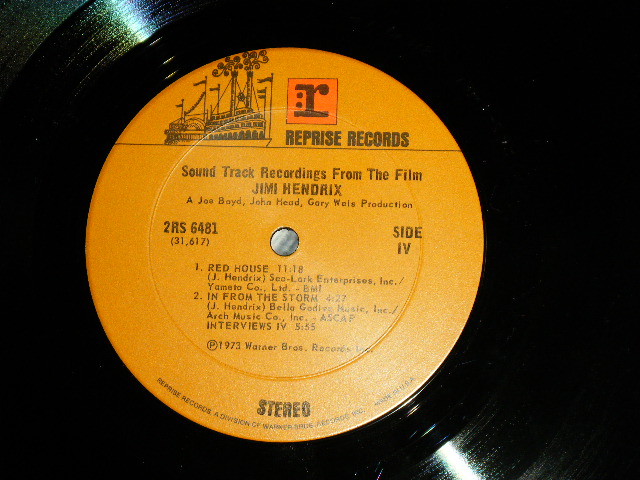 r
REPRISE RECORDS
Sound Track Recordings From The Film
JIMI HENDRIX
A Joe Boyd, John Head, Gary Weis Production
2RS 6481
(31,617)
SIDE
IV
1. RED HOUSE 11:18
(J. Hendrix) Sea-Lark Enterprises, Inc./
Yameta Co., Ltd. - BMI
2. IN FROM THE STORM 4:27
(J. Hendrix) Bella Godiva Music, Inc./
Arch Music Co., Inc. - ASCAP
INTERVIEWS IV 5:55
℗1973 Warner Bros. Records Inc.
STEREO
REPRISE RECORDS, A DIVISION OF WARNER BROS. RECORDS INC. MADE IN U.S.A.